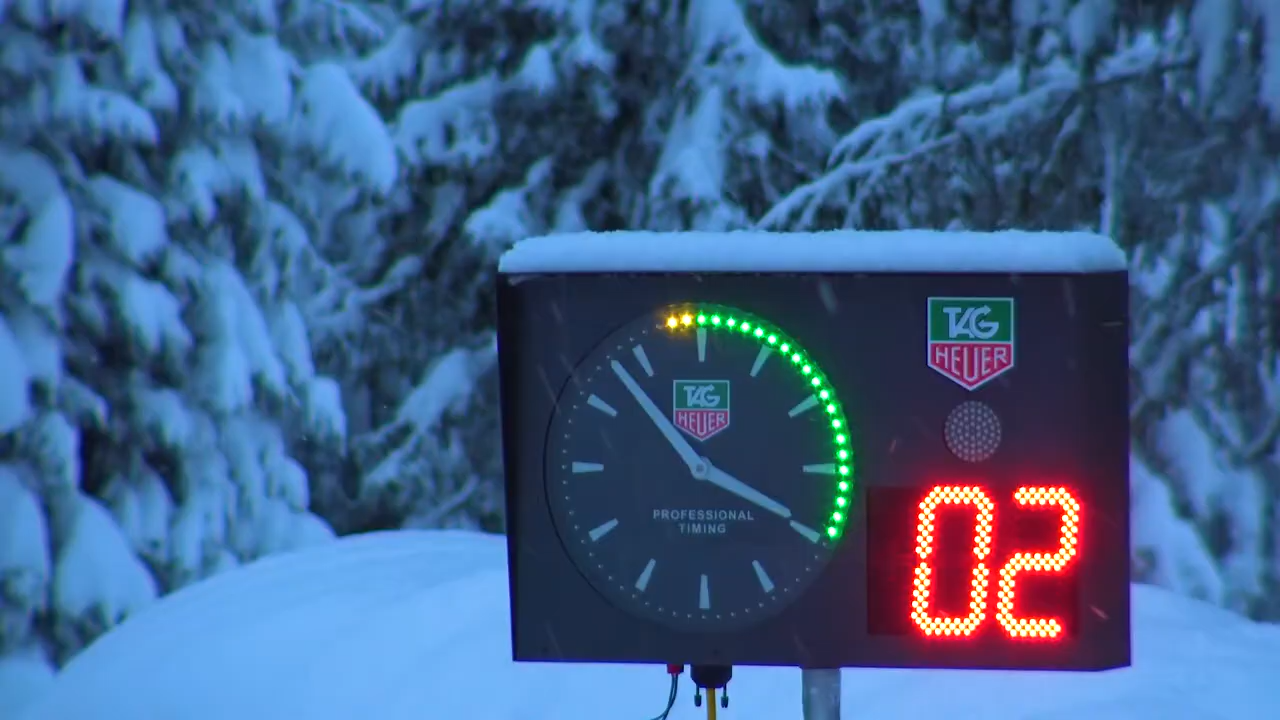 TAG
HEUER
TAG
HEUER
PROFESSIONAL
TIMING
02